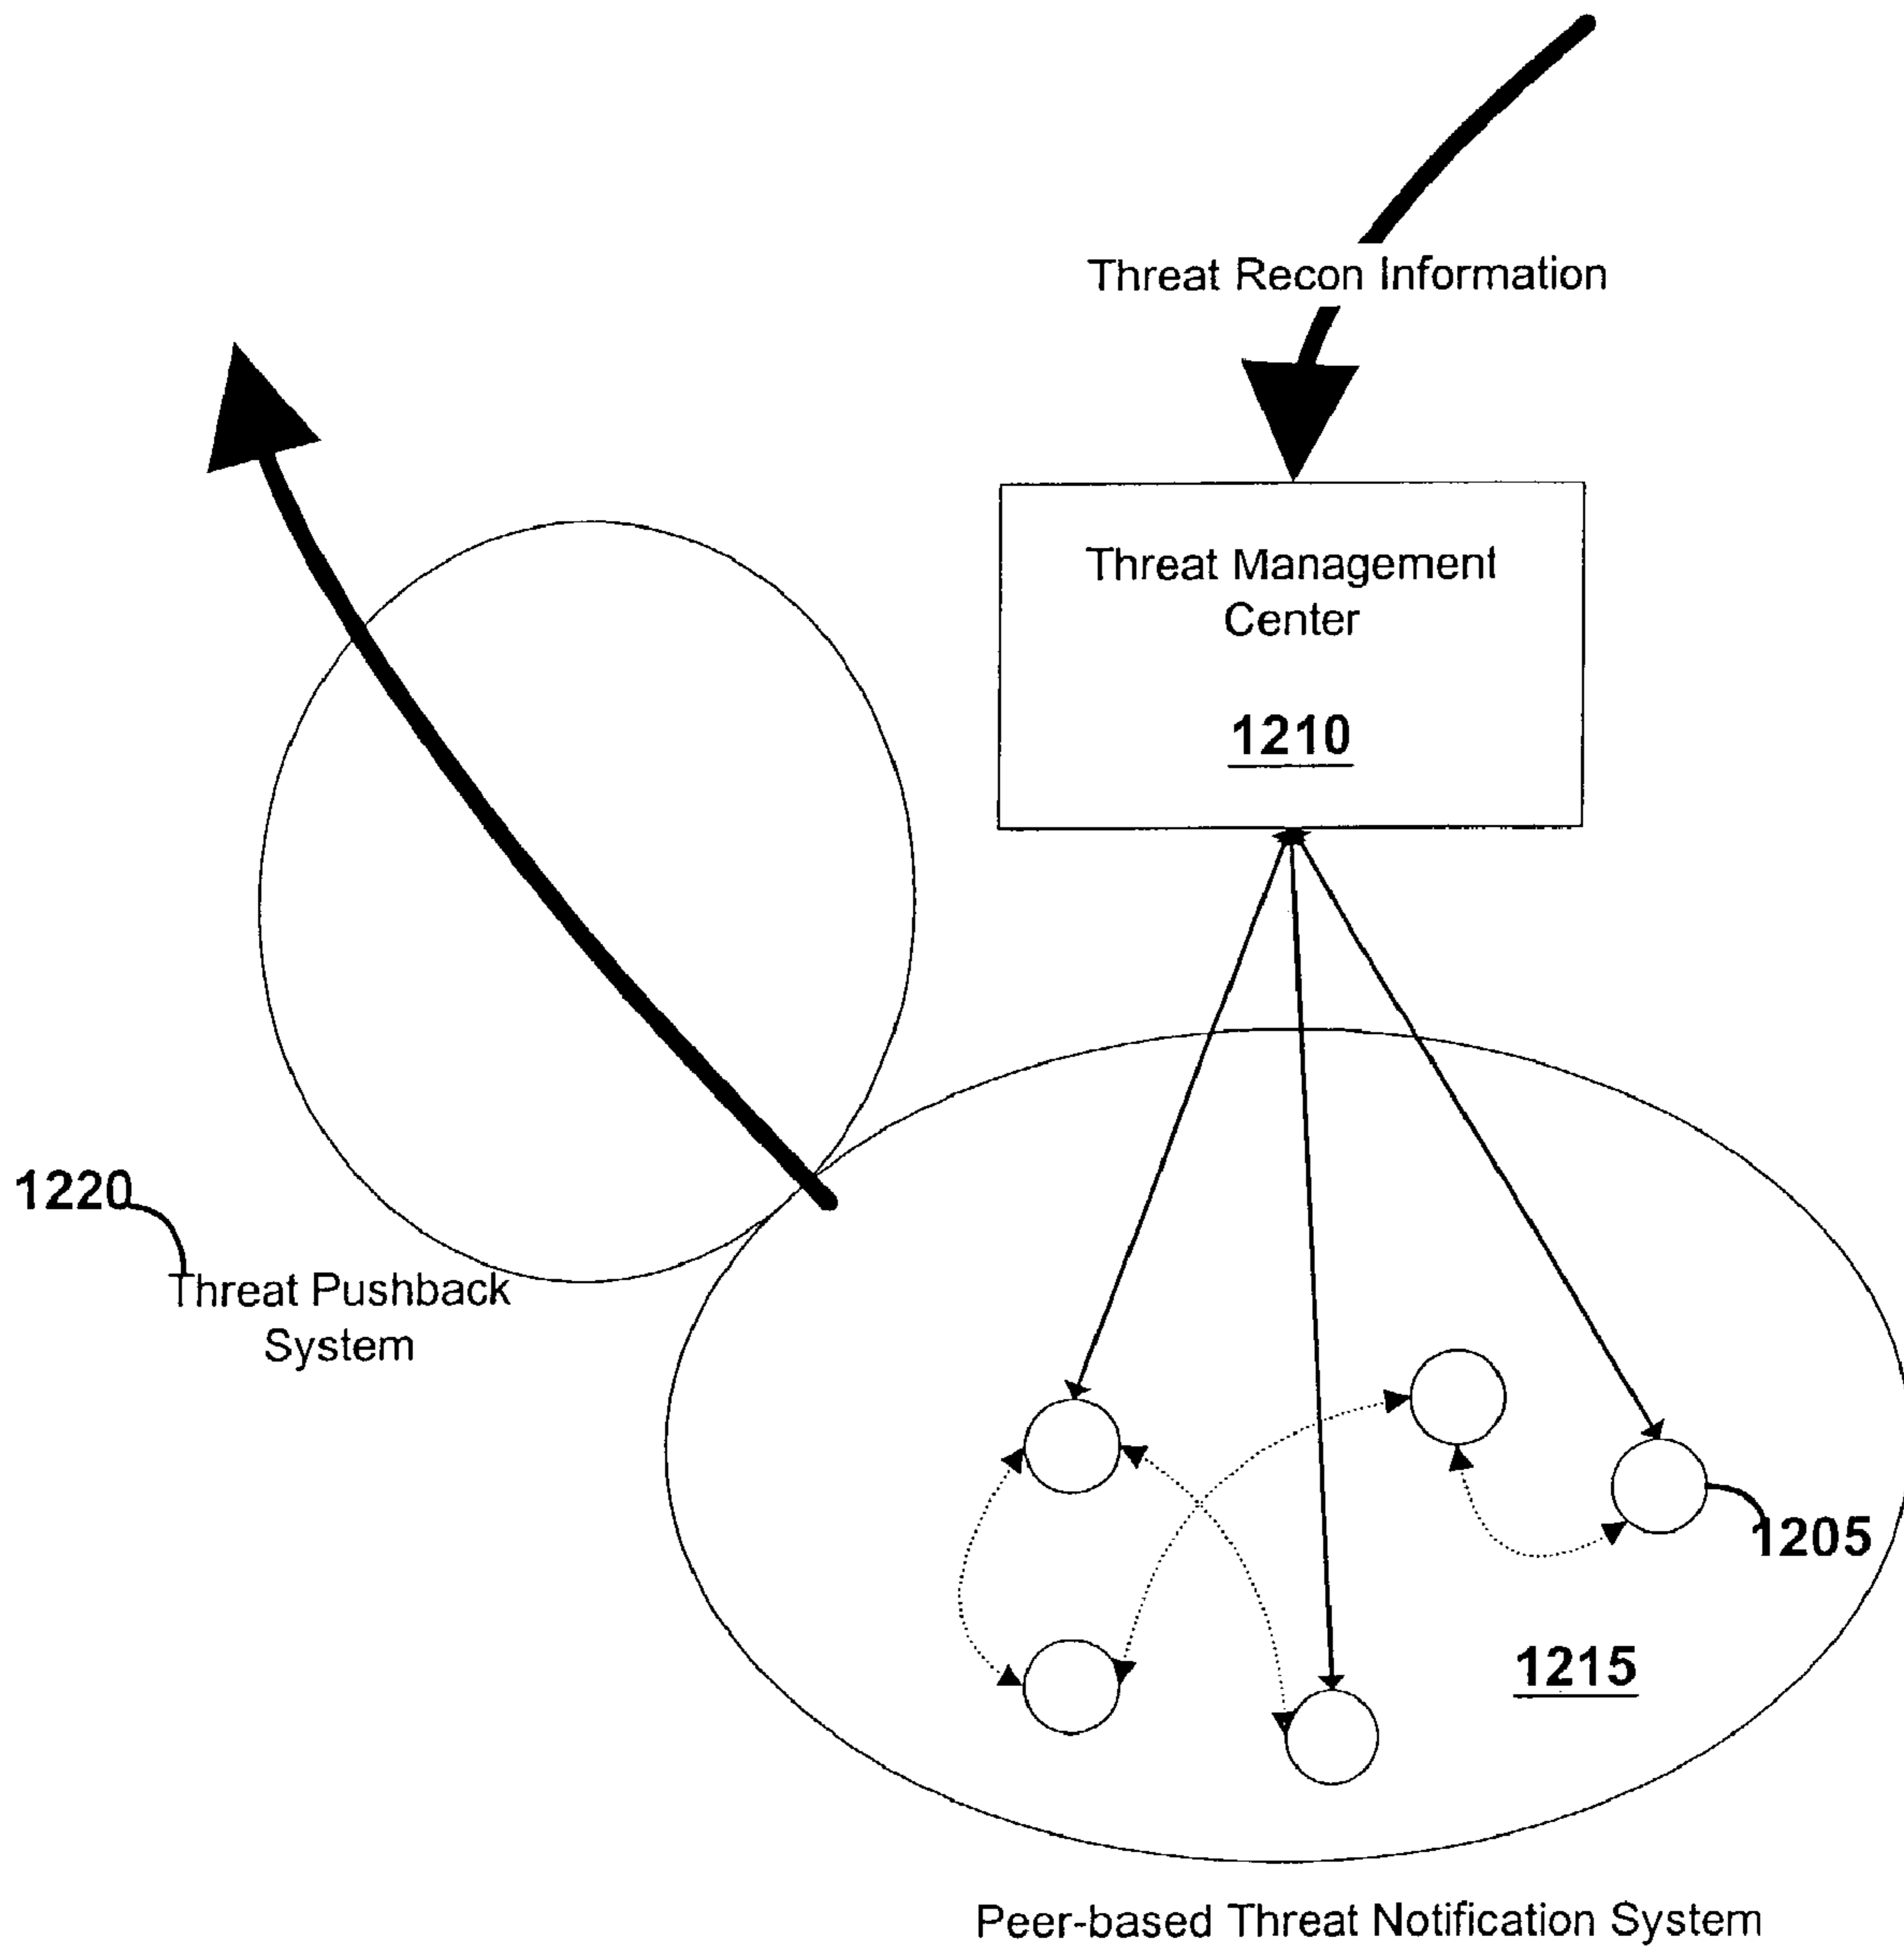 Threat Recon Information
Threat Management
Center
1210
1220
Threat Pushback
System
1205
1215
Peer-based Threat Notification System